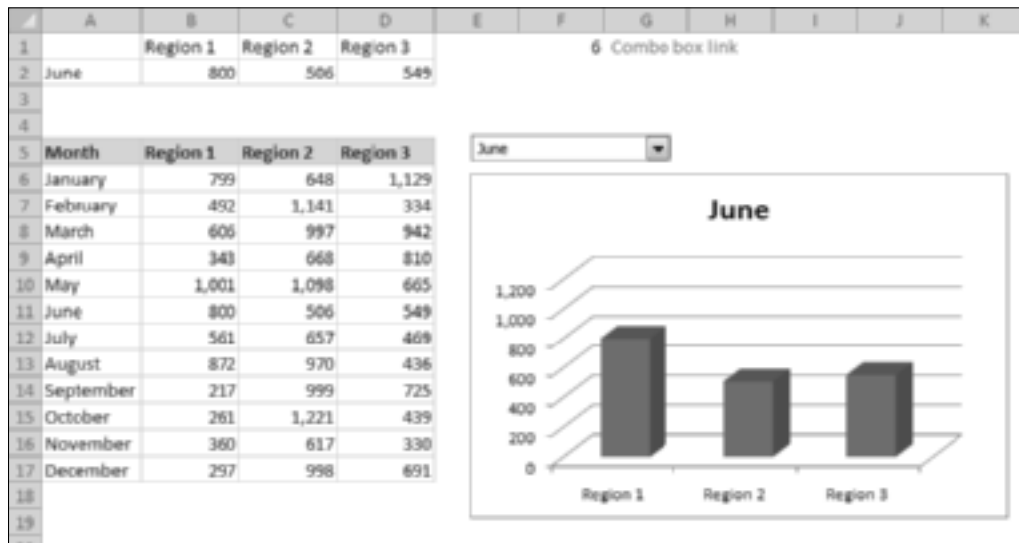 A B C D E F G H I J K
1 Region 1 Region 2 Region 3 6 Combo box link
2 June 800 506 549
3
4
5 Month Region 1 Region 2 Region 3 June
6 January 799 648 1,129
7 February 492 1,141 334
8 March 606 997 942
9 April 343 668 810
10 May 1,001 1,098 665
11 June 800 506 549
12 July 561 657 469
13 August 872 970 436
14 September 217 999 725
15 October 261 1,221 439
16 November 360 617 330
17 December 297 998 691
18
19
June
1,200
1,000
800
600
400
200
0
Region 1 Region 2 Region 3